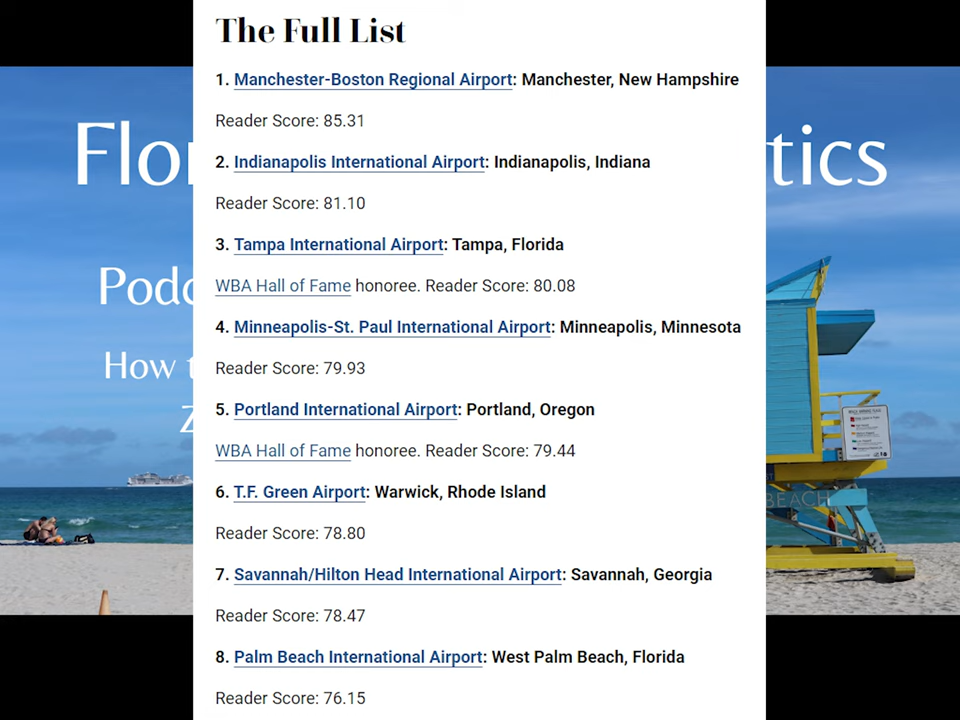 The Full List
1. Manchester-Boston Regional Airport: Manchester, New Hampshire
Reader Score: 85.31
2. Indianapolis International Airport: Indianapolis, Indiana
Reader Score: 81.10
3. Tampa International Airport: Tampa, Florida
WBA Hall of Fame honoree. Reader Score: 80.08
4. Minneapolis-St. Paul International Airport: Minneapolis, Minnesota
Reader Score: 79.93
5. Portland International Airport: Portland, Oregon
WBA Hall of Fame honoree. Reader Score: 79.44
6. T.F. Green Airport: Warwick, Rhode Island
Reader Score: 78.80
7. Savannah/Hilton Head International Airport: Savannah, Georgia
Reader Score: 78.47
8. Palm Beach International Airport: West Palm Beach, Florida
Reader Score: 76.15
Flo
tics
Podc
How t
Z
BEACH